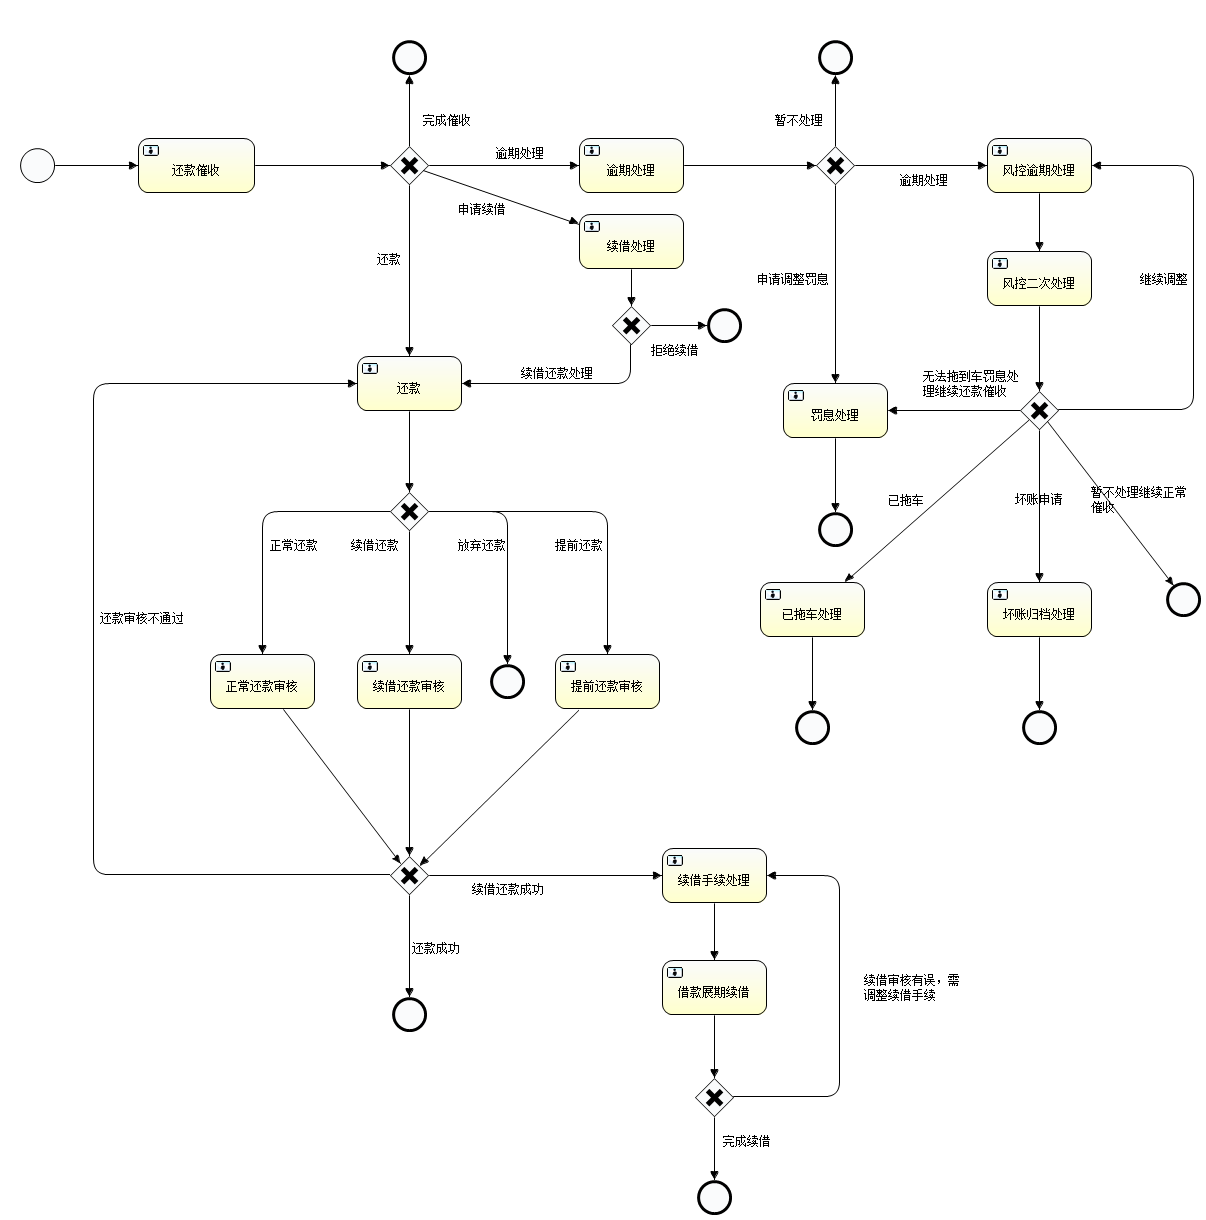 完成催收
暂不处理
还款催收
逾期处理
逾期处理
逾期处理
风控逾期处理
申请续借
续借处理
还款
申请调整罚息
风控二次处理
继续调整
拒绝续借
续借还款处理
还款
无法拖到车罚息处
理继续还款催收
罚息处理
已拖车
坏账申请
暂不处理继续正常
催收
正常还款
续借还款
放弃还款
提前还款
还款审核不通过
已拖车处理
坏账归档处理
正常还款审核
续借还款审核
提前还款审核
续借还款成功
续借手续处理
还款成功
借款展期续借
续借审核有误，需
调整续借手续
完成续借